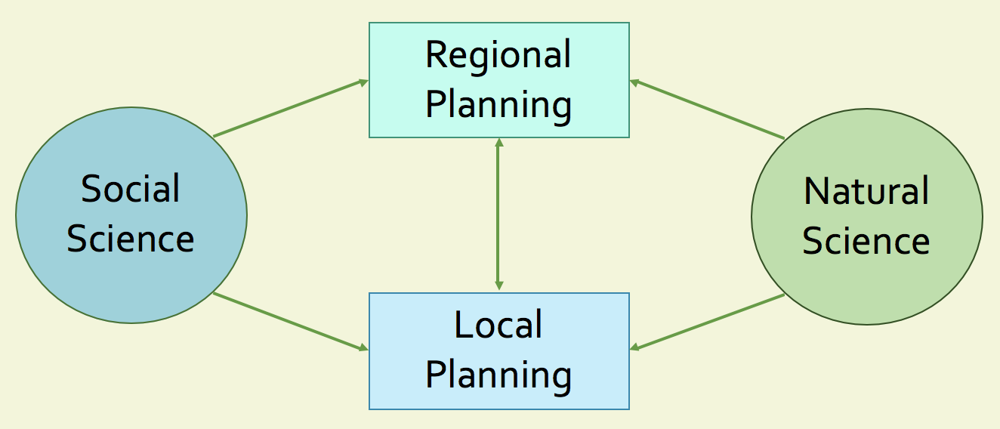 Regional
Planning
Social
Science
Natural
Science
Local
Planning